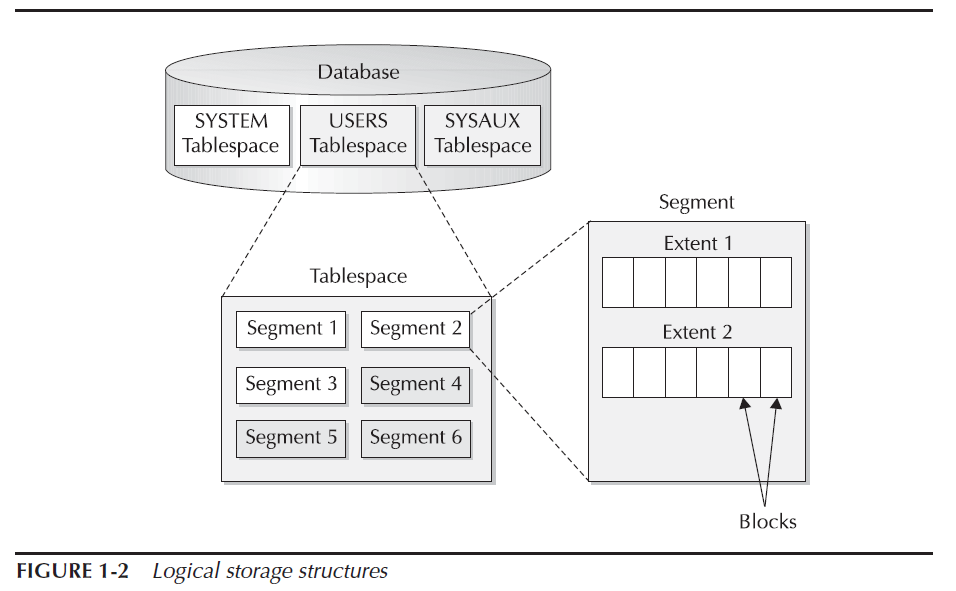 Database
SYSTEM
Tablespace
USERS
Tablespace
SYSAUX
Tablespace
Segment
Extent 1
Extent 2
Blocks
Tablespace
Segment 1
Segment 2
Segment 3
Segment 4
Segment 5
Segment 6
FIGURE 1-2 Logical storage structures